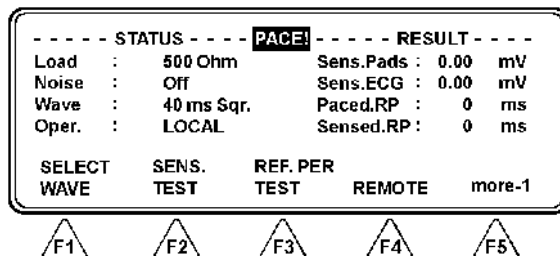 - - - - - STATUS - - - - PACE! - - - - - RESULT - - - -
Load : 500 Ohm Sens.Pads : 0.00 mV
Noise : Off Sens.ECG : 0.00 mV
Wave : 40 ms Sqr. Paced.RP : 0 ms
Oper. : LOCAL Sensed.RP : 0 ms
SELECT SENS. REF. PER
WAVE TEST TEST REMOTE more-1
F1 F2 F3 F4 F5